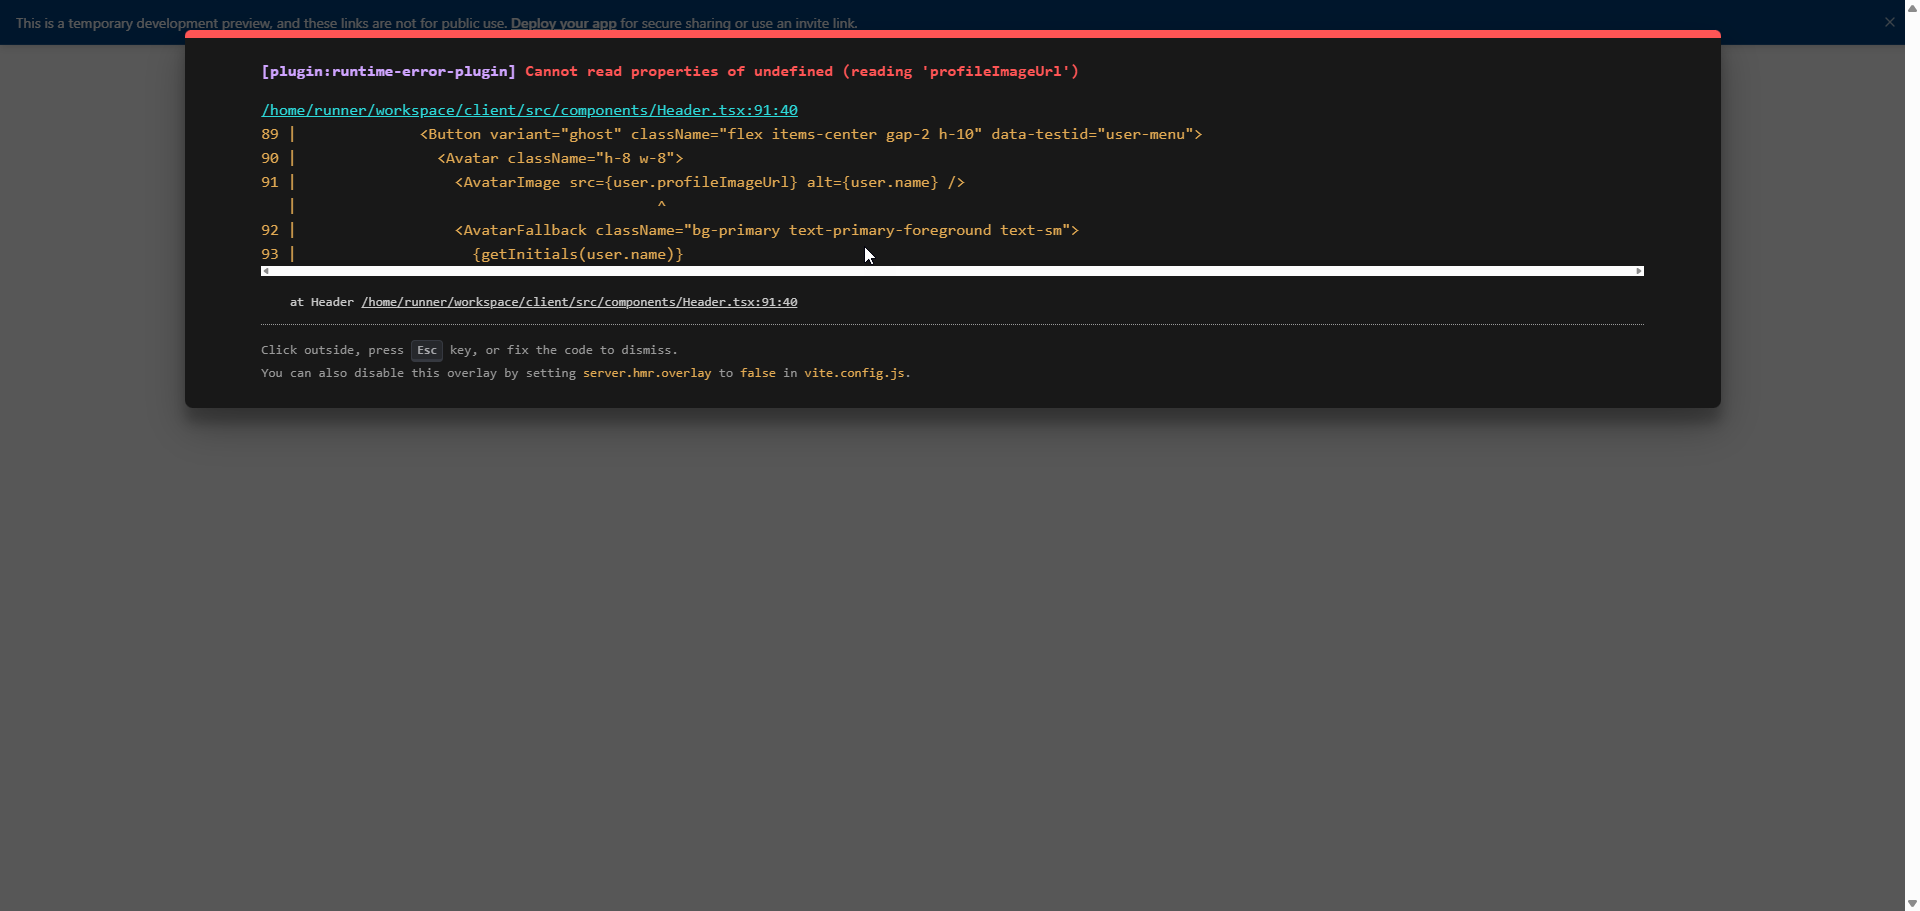 This is a temporary development preview, and these links are not for public use. Deploy your app for secure sharing or use an invite link.
[plugin:runtime-error-plugin] Cannot read properties of undefined (reading 'profileImageUrl')
/home/runner/workspace/client/src/components/Header.tsx:91:40
89 |              <Button variant="ghost" className="flex items-center gap-2 h-10" data-testid="user-menu">
90 |                <Avatar className="h-8 w-8">
91 |                  <AvatarImage src={user.profileImageUrl} alt={user.name} />
   |                                         ^
92 |                  <AvatarFallback className="bg-primary text-primary-foreground text-sm">
93 |                    {getInitials(user.name)}
at Header /home/runner/workspace/client/src/components/Header.tsx:91:40
Click outside, press Esc key, or fix the code to dismiss.
You can also disable this overlay by setting server.hmr.overlay to false in vite.config.js.